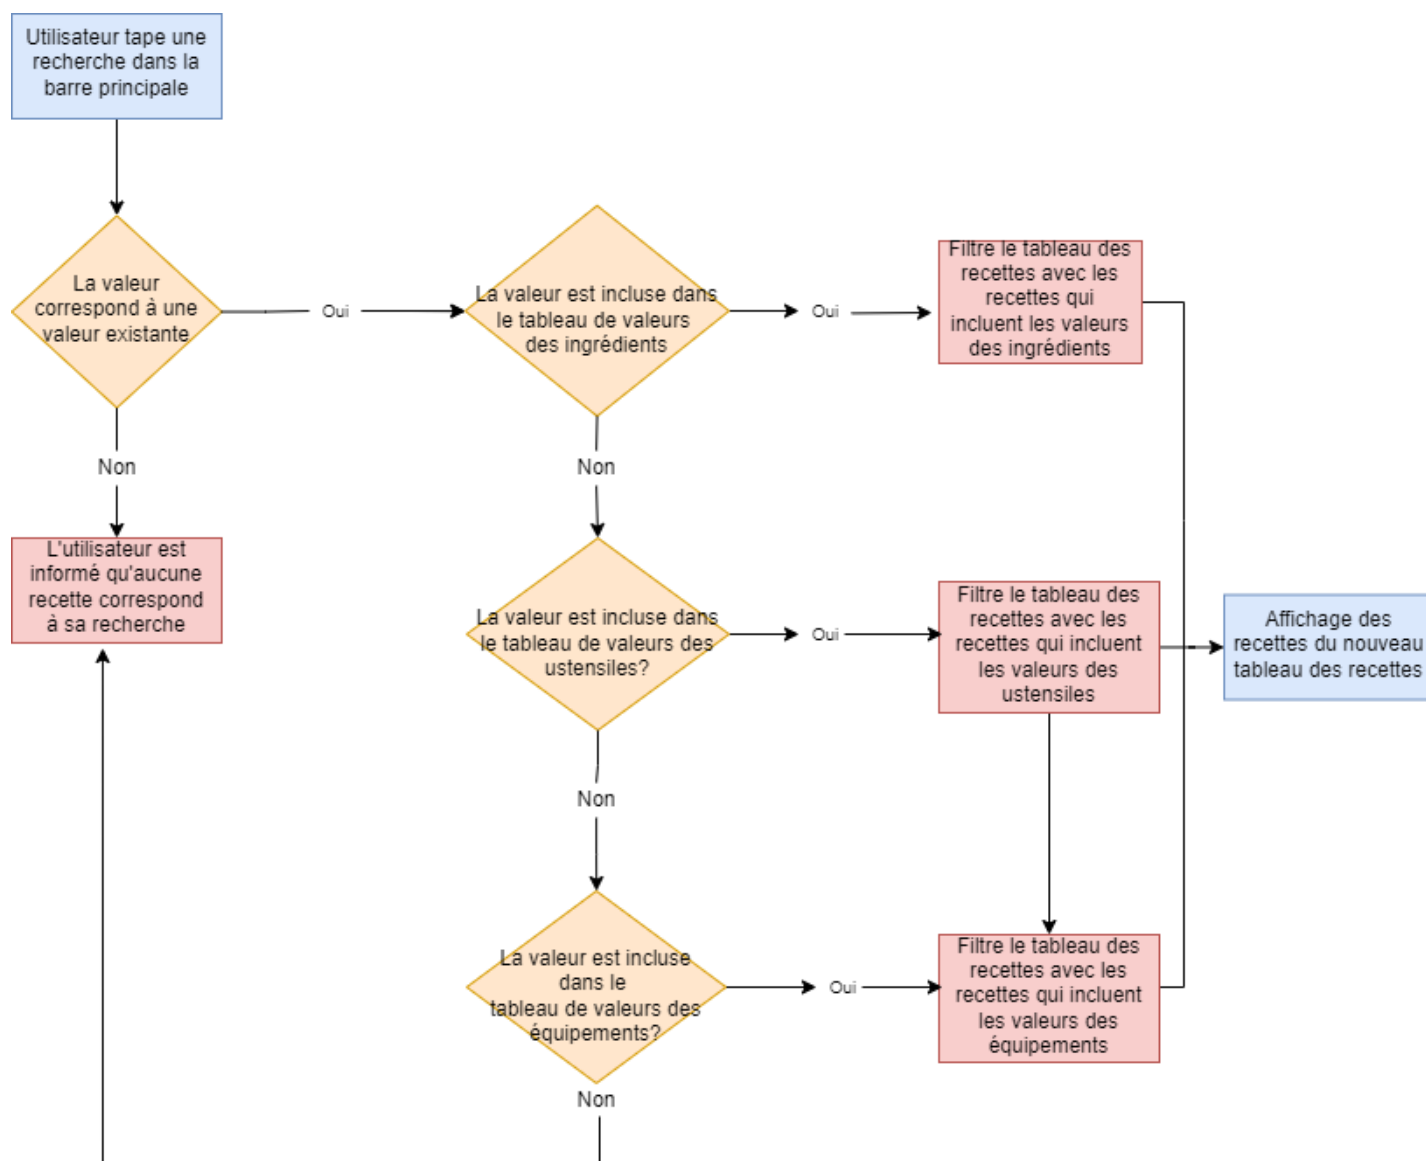 Utilisateur tape une
recherche dans la
barre principale
La valeur
correspond à une
valeur existante
Oui
La valeur est incluse dans
le tableau de valeurs
des ingrédients
Oui
Filtre le tableau des
recettes avec les
recettes qui
incluent les valeurs
des ingrédients
Non
Non
L'utilisateur est
informé qu'aucune
recette correspond
à sa recherche
La valeur est incluse dans
le tableau de valeurs des
ustensiles?
Oui
Filtre le tableau des
recettes avec les
recettes qui incluent
les valeurs des
ustensiles
Affichage des
recettes du nouveau
tableau des recettes
Non
La valeur est incluse
dans le
tableau de valeurs des
équipements?
Oui
Filtre le tableau des
recettes avec les
recettes qui incluent
les valeurs des
équipements
Non